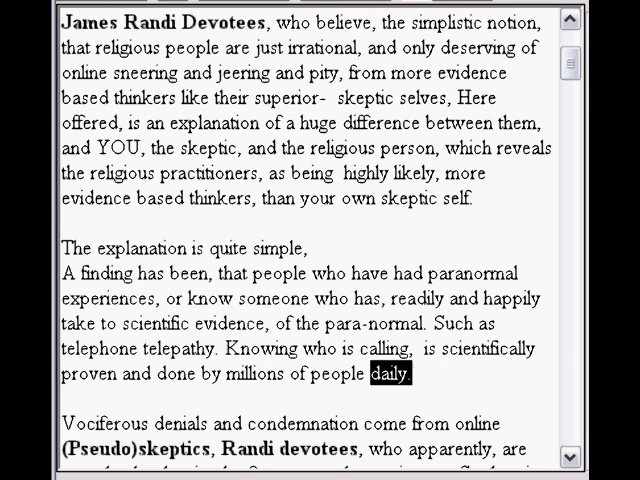 James Randi Devotees, who believe, the simplistic notion,
that religious people are just irrational, and only deserving of
online sneering and jeering and pity, from more evidence
based thinkers like their superior-  skeptic selves, Here
offered, is an explanation of a huge difference between them,
and YOU, the skeptic, and the religious person, which reveals
the religious practitioners, as being  highly likely, more
evidence based thinkers, than your own skeptic self.
The explanation is quite simple,
A finding has been, that people who have had paranormal
experiences, or know someone who has, readily and happily
take to scientific evidence, of the para-normal. Such as
telephone telepathy. Knowing who is calling,  is scientifically
proven and done by millions of people daily.
Vociferous denials and condemnation come from online
(Pseudo)skeptics, Randi devotees, who apparently, are